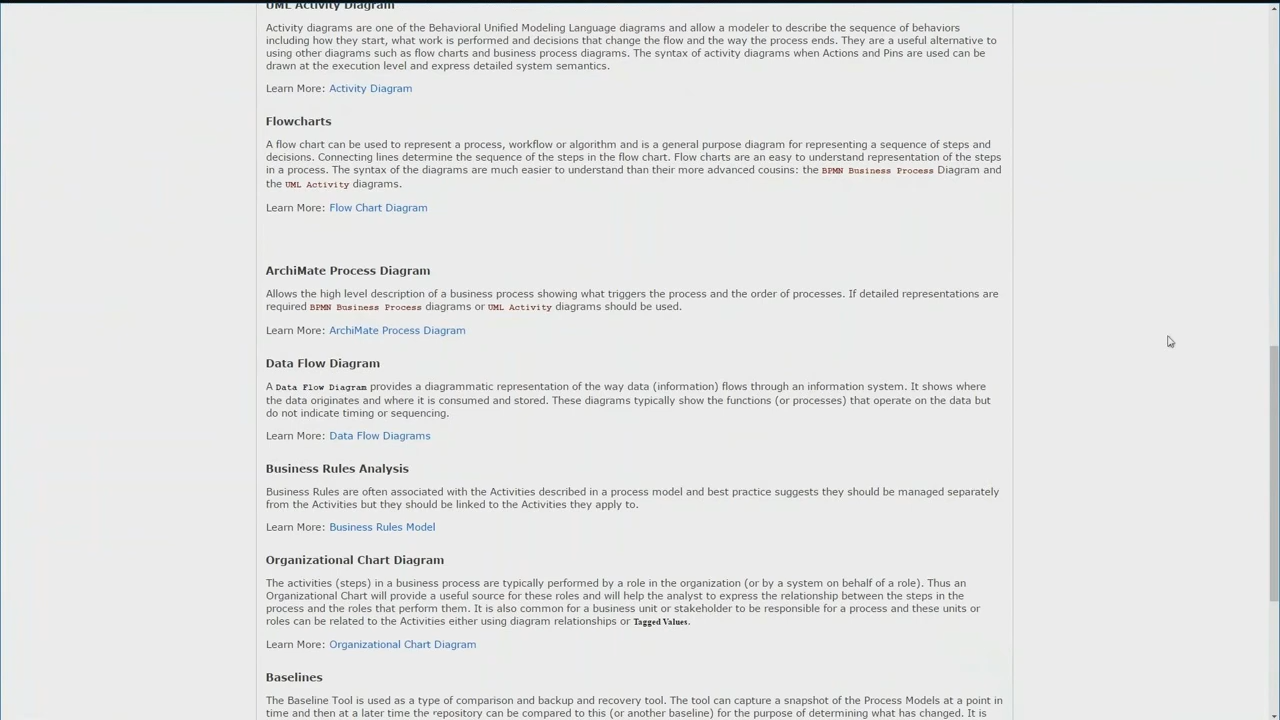 UML Activity Diagram
Activity diagrams are one of the Behavioral Unified Modeling Language diagrams and allow a modeler to describe the sequence of behaviors
including how they start, what work is performed and decisions that change the flow and the way the process ends. They are a useful alternative to
using other diagrams such as flow charts and business process diagrams. The syntax of activity diagrams when Actions and Pins are used can be
drawn at the execution level and express detailed system semantics.
Learn More: Activity Diagram
Flowcharts
A flow chart can be used to represent a process, workflow or algorithm and is a general purpose diagram for representing a sequence of steps and
decisions. Connecting lines determine the sequence of the steps in the flow chart. Flow charts are an easy to understand representation of the steps
in a process. The syntax of the diagrams are much easier to understand than their more advanced cousins: the BPMN Business Process Diagram and
the UML Activity diagrams.
Learn More: Flow Chart Diagram
ArchiMate Process Diagram
Allows the high level description of a business process showing what triggers the process and the order of processes. If detailed representations are
required BPMN Business Process diagrams or UML Activity diagrams should be used.
Learn More: ArchiMate Process Diagram
Data Flow Diagram
A Data Flow Diagram provides a diagrammatic representation of the way data (information) flows through an information system. It shows where
the data originates and where it is consumed and stored. These diagrams typically show the functions (or processes) that operate on the data but
do not indicate timing or sequencing.
Learn More: Data Flow Diagrams
Business Rules Analysis
Business Rules are often associated with the Activities described in a process model and best practice suggests they should be managed separately
from the Activities but they should be linked to the Activities they apply to.
Learn More: Business Rules Model
Organizational Chart Diagram
The activities (steps) in a business process are typically performed by a role in the organization (or by a system on behalf of a role). Thus an
Organizational Chart will provide a useful source for these roles and will help the analyst to express the relationship between the steps in the
process and the roles that perform them. It is also common for a business unit or stakeholder to be responsible for a process and these units or
roles can be related to the Activities either using diagram relationships or Tagged Values.
Learn More: Organizational Chart Diagram
Baselines
The Baseline Tool is used as a type of comparison and backup and recovery tool. The tool can capture a snapshot of the Process Models at a point in
time and then at a later time the repository can be compared to this (or another baseline) for the purpose of determining what has changed. It is